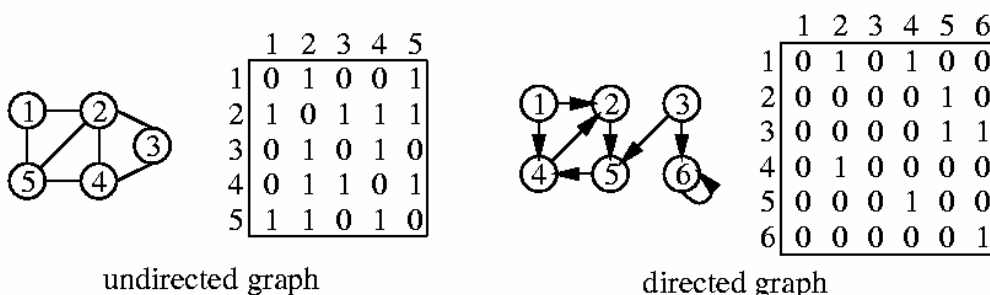 1 2 3
5 4
1 2 3 4 5
1 0 1 0 0 1
2 1 0 1 1 1
3 0 1 0 1 0
4 0 1 1 0 1
5 1 1 0 1 0
undirected graph
1 2 3
4 5 6
1 2 3 4 5 6
1 0 1 0 1 0 0
2 0 0 0 0 1 0
3 0 0 0 0 1 1
4 0 1 0 0 0 0
5 0 0 0 1 0 0
6 0 0 0 0 0 1
directed graph